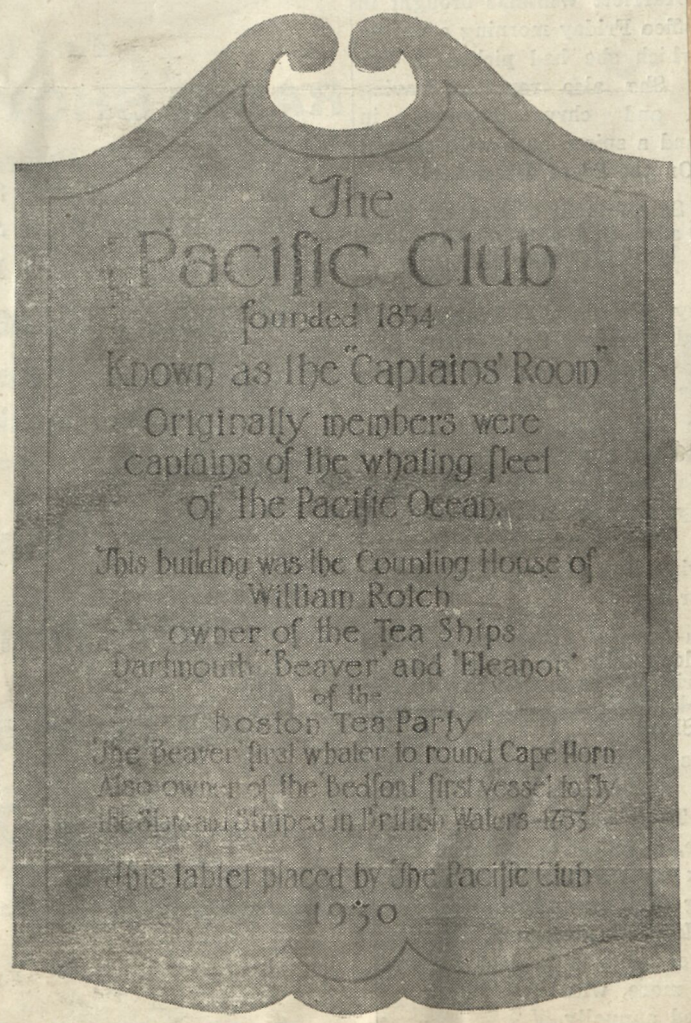 The
Pacific Club
founded 1854
Known as the "Captains' Room"
Originally members were
captains of the whaling fleet
of the Pacific Ocean.
This building was the Counting House of
William Rotch
owner of the Tea Ships
"Dartmouth" "Beaver" and "Eleanor"
of the
Boston Tea Party
The "Beaver" first whaler to round Cape Horn
Also owner of the "Bedford" first vessel to fly
the Stars and Stripes in British Waters
This tablet placed by The Pacific Club